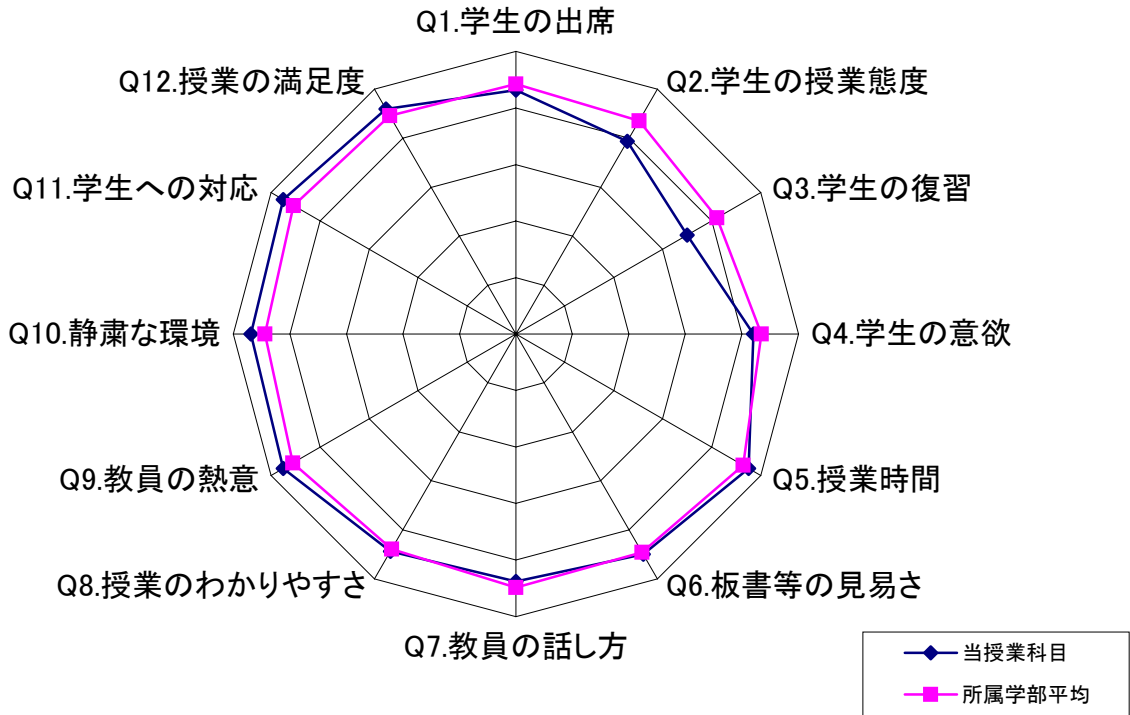 Q1.学生の出席
Q2.学生の授業態度
Q3.学生の復習
Q4.学生の意欲
Q5.授業時間
Q6.板書等の見易さ
Q7.教員の話し方
Q8.授業のわかりやすさ
Q9.教員の熱意
Q10.静粛な環境
Q11.学生への対応
Q12.授業の満足度
当授業科目
所属学部平均